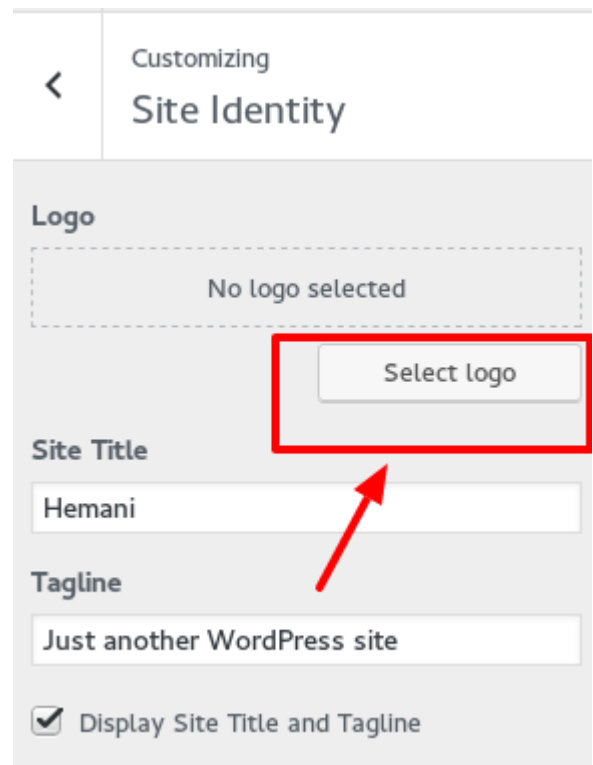 Customizing
Site Identity
Logo
No logo selected
Select logo
Site Title
Hemani
Tagline
Just another WordPress site
Display Site Title and Tagline